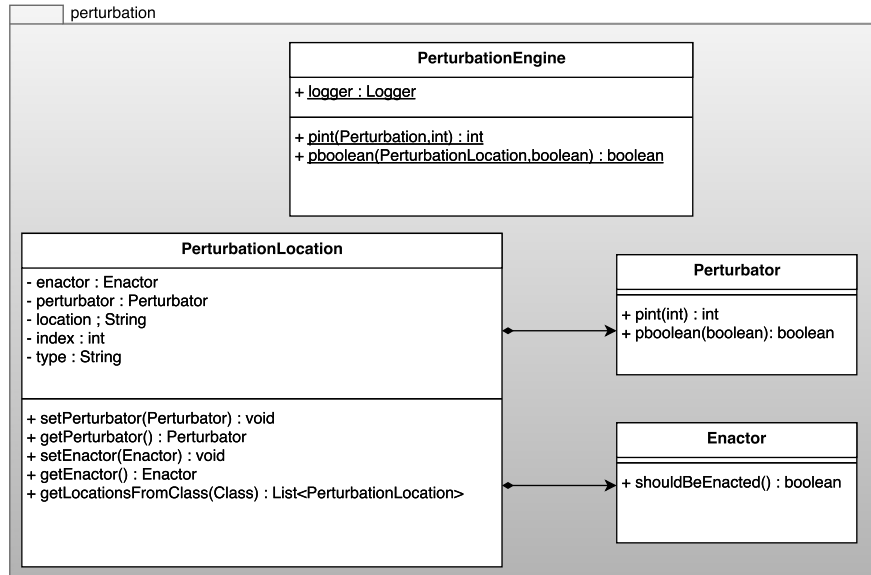 perturbation
PerturbationEngine
+ logger : Logger
+ pint(Perturbation,int) : int
+ pboolean(PerturbationLocation,boolean) : boolean
PerturbationLocation
- enactor : Enactor
- perturbator : Perturbator
- location ; String
- index : int
- type : String
+ setPerturbator(Perturbator) : void
+ getPerturbator() : Perturbator
+ setEnactor(Enactor) : void
+ getEnactor() : Enactor
+ getLocationsFromClass(Class) : List<PerturbationLocation>
Perturbator
+ pint(int) : int
+ pboolean(boolean): boolean
Enactor
+ shouldBeEnacted() : boolean